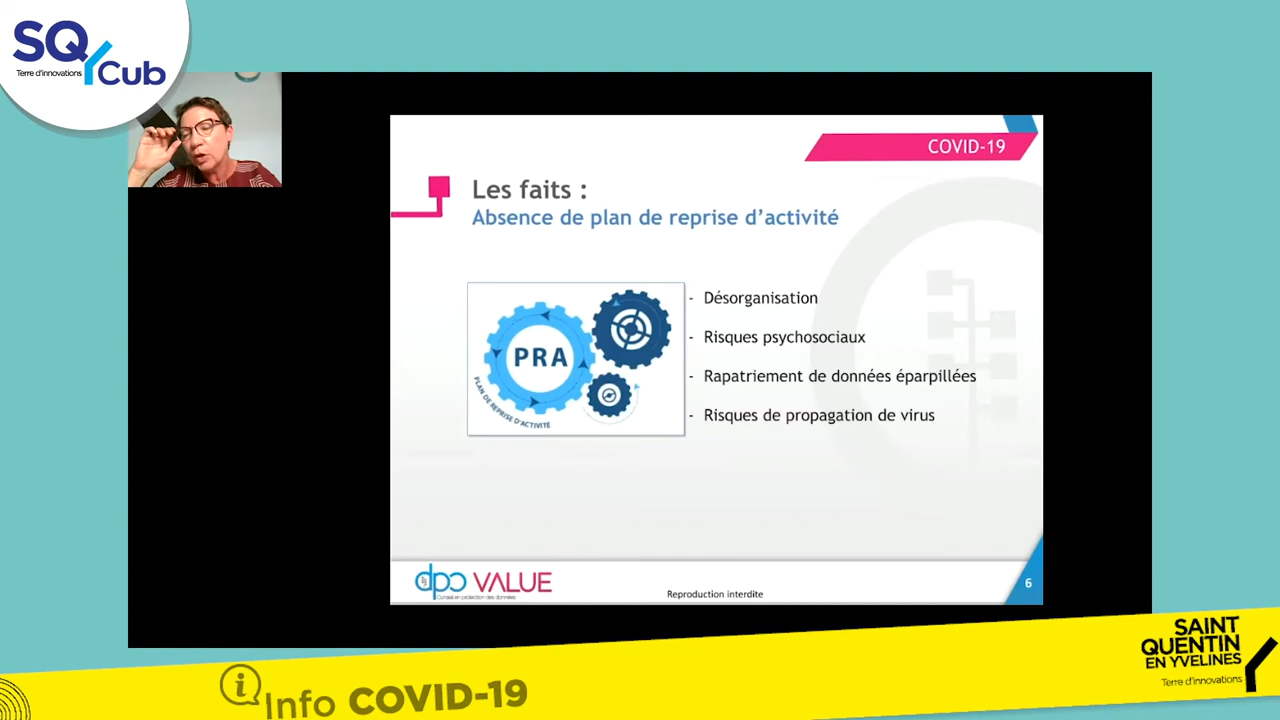 SQY Cub
Terre d'innovations
COVID-19
Les faits :
Absence de plan de reprise d'activité
PRA
PLAN DE REPRISE D'ACTIVITÉ
- Désorganisation
- Risques psychosociaux
- Rapatriement de données éparpillées
- Risques de propagation de virus
dpo VALUE
Conseil en protection des données
Reproduction interdite
6
i Info COVID-19
SAINT
QUENTIN
EN YVELINES
Terre d'innovations